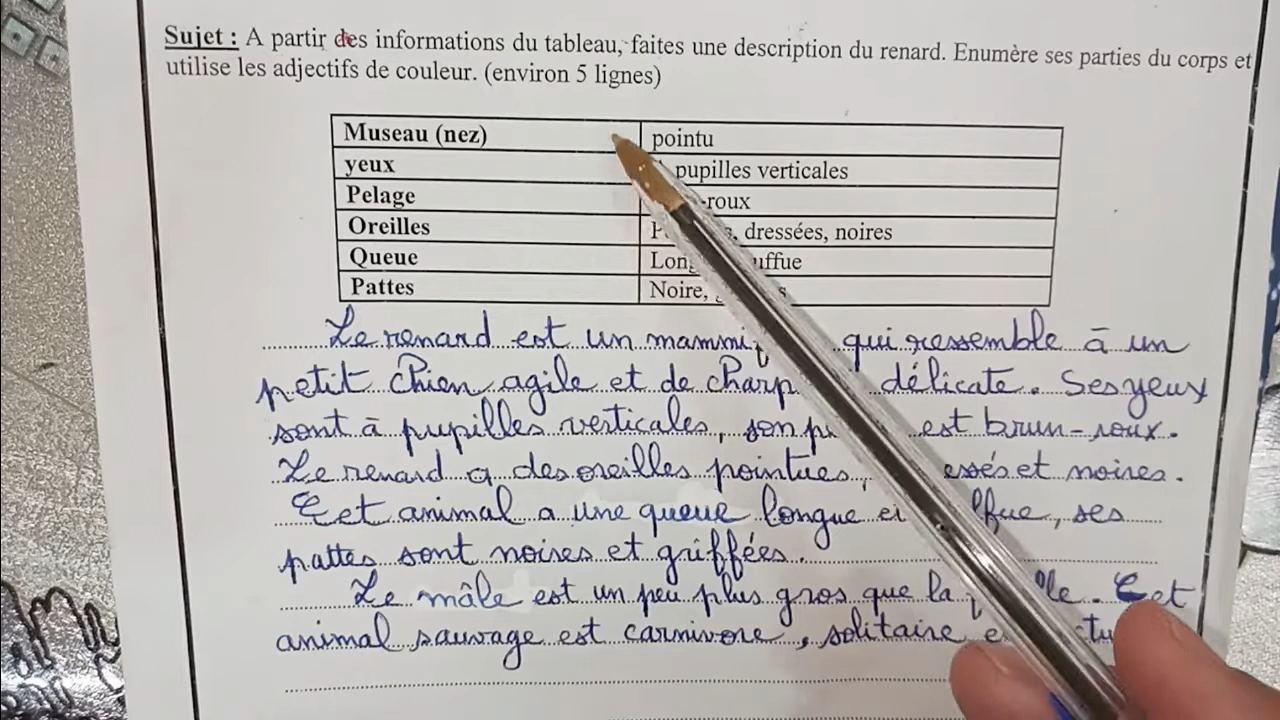 Sujet : A partir des informations du tableau, faites une description du renard. Enumère ses parties du corps et
utilise les adjectifs de couleur. (environ 5 lignes)
Museau (nez) pointu
yeux pupilles verticales
Pelage -roux
Oreilles dressées, noires
Queue
Pattes Noire,
Le renard est un qui ressemble à un
petit chien agile et de délicate. Ses yeux
sont à pupilles verticales, son est brun-roux.
Le renard a des oreilles pointues, et noires.
Cet animal a une queue longue ses
pattes sont noires et griffées.
Le mâle est un peu plus gros que la Cet
animal sauvage est carnivore, solitaire